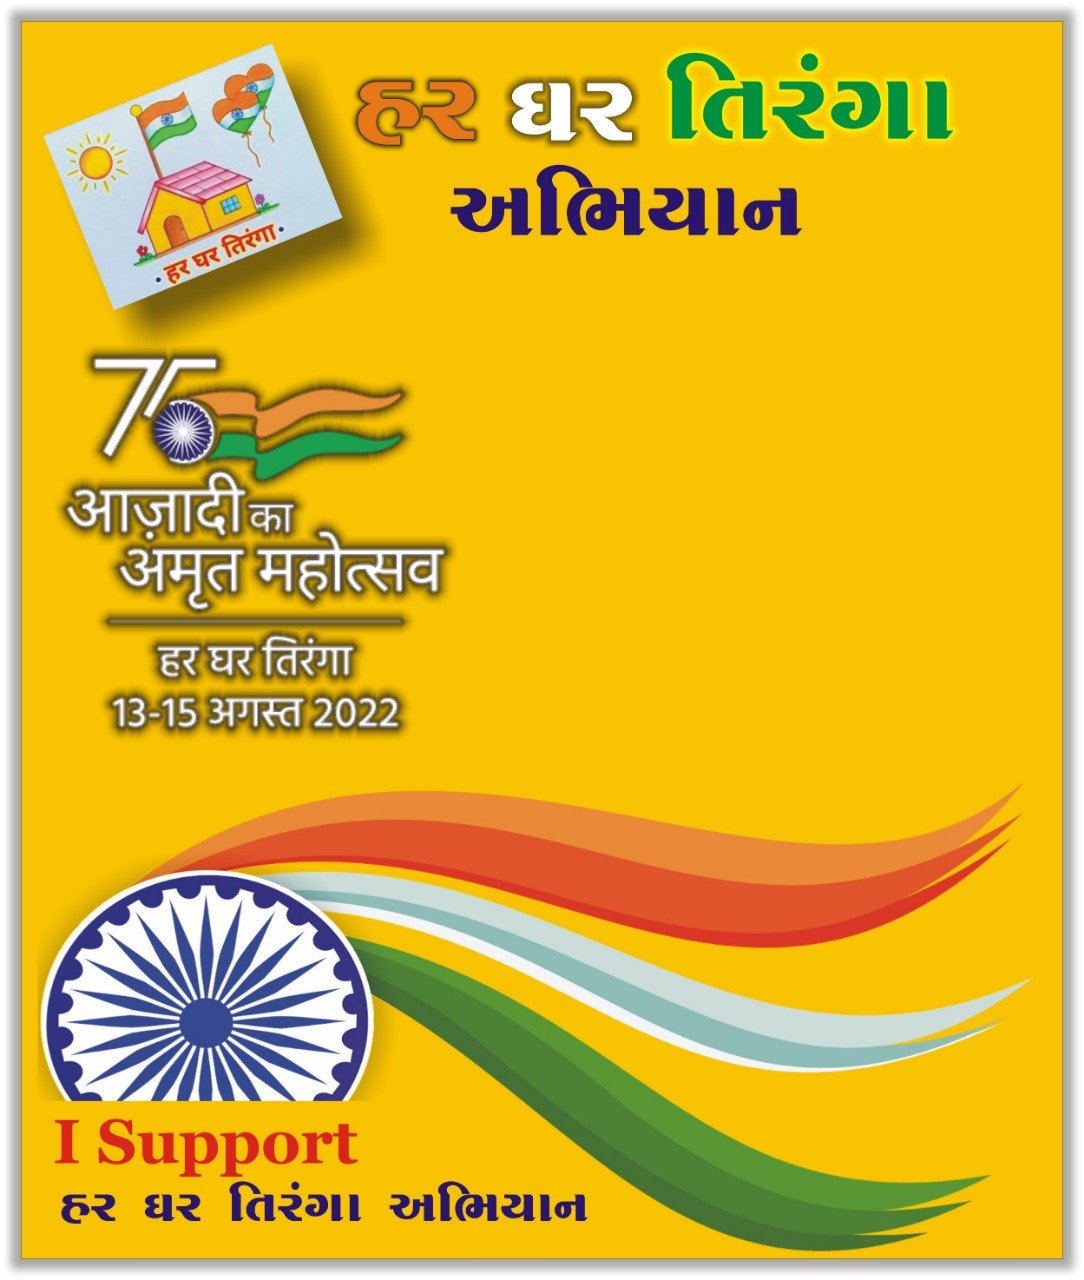 હર ઘર તિરંગા
અભિયાન
• हर घर तिरंगा •
75
आज़ादी का
अमृत महोत्सव
हर घर तिरंगा
13-15 अगस्त 2022
I Support
હર ઘર તિરંગા અભિયાન